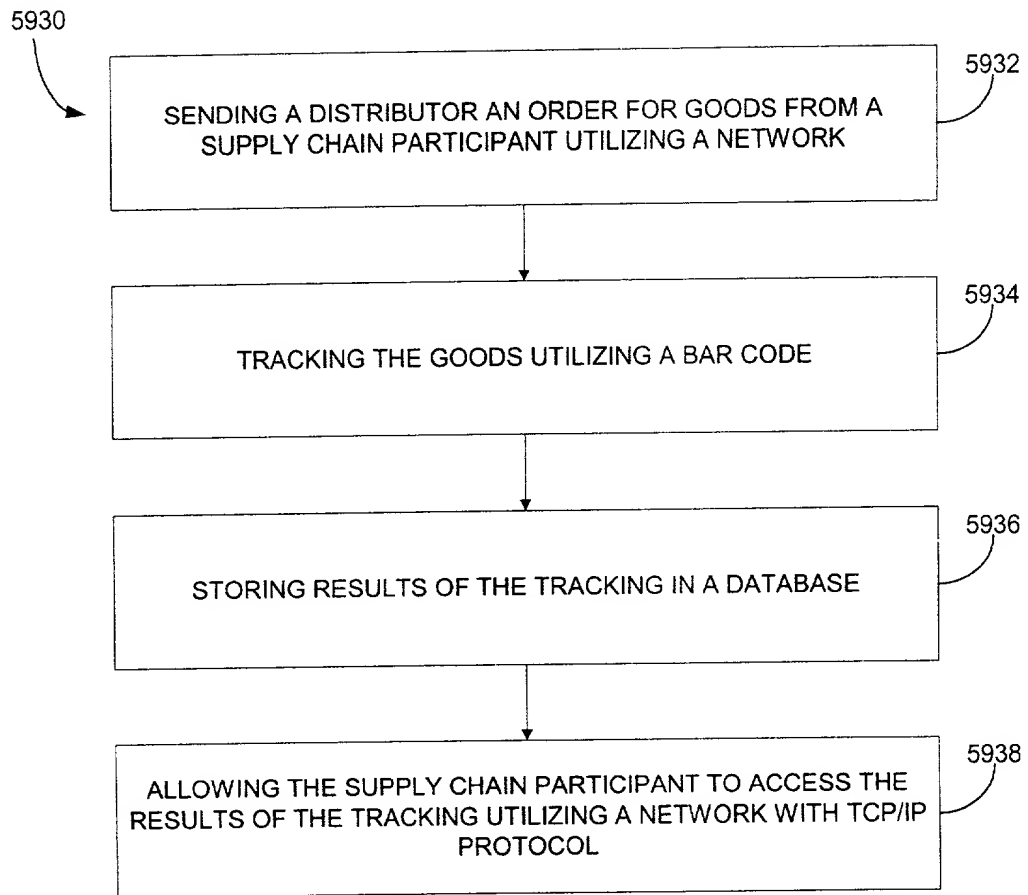 5930
5932
SENDING A DISTRIBUTOR AN ORDER FOR GOODS FROM A
SUPPLY CHAIN PARTICIPANT UTILIZING A NETWORK
5934
TRACKING THE GOODS UTILIZING A BAR CODE
5936
STORING RESULTS OF THE TRACKING IN A DATABASE
5938
ALLOWING THE SUPPLY CHAIN PARTICIPANT TO ACCESS THE
RESULTS OF THE TRACKING UTILIZING A NETWORK WITH TCP/IP
PROTOCOL